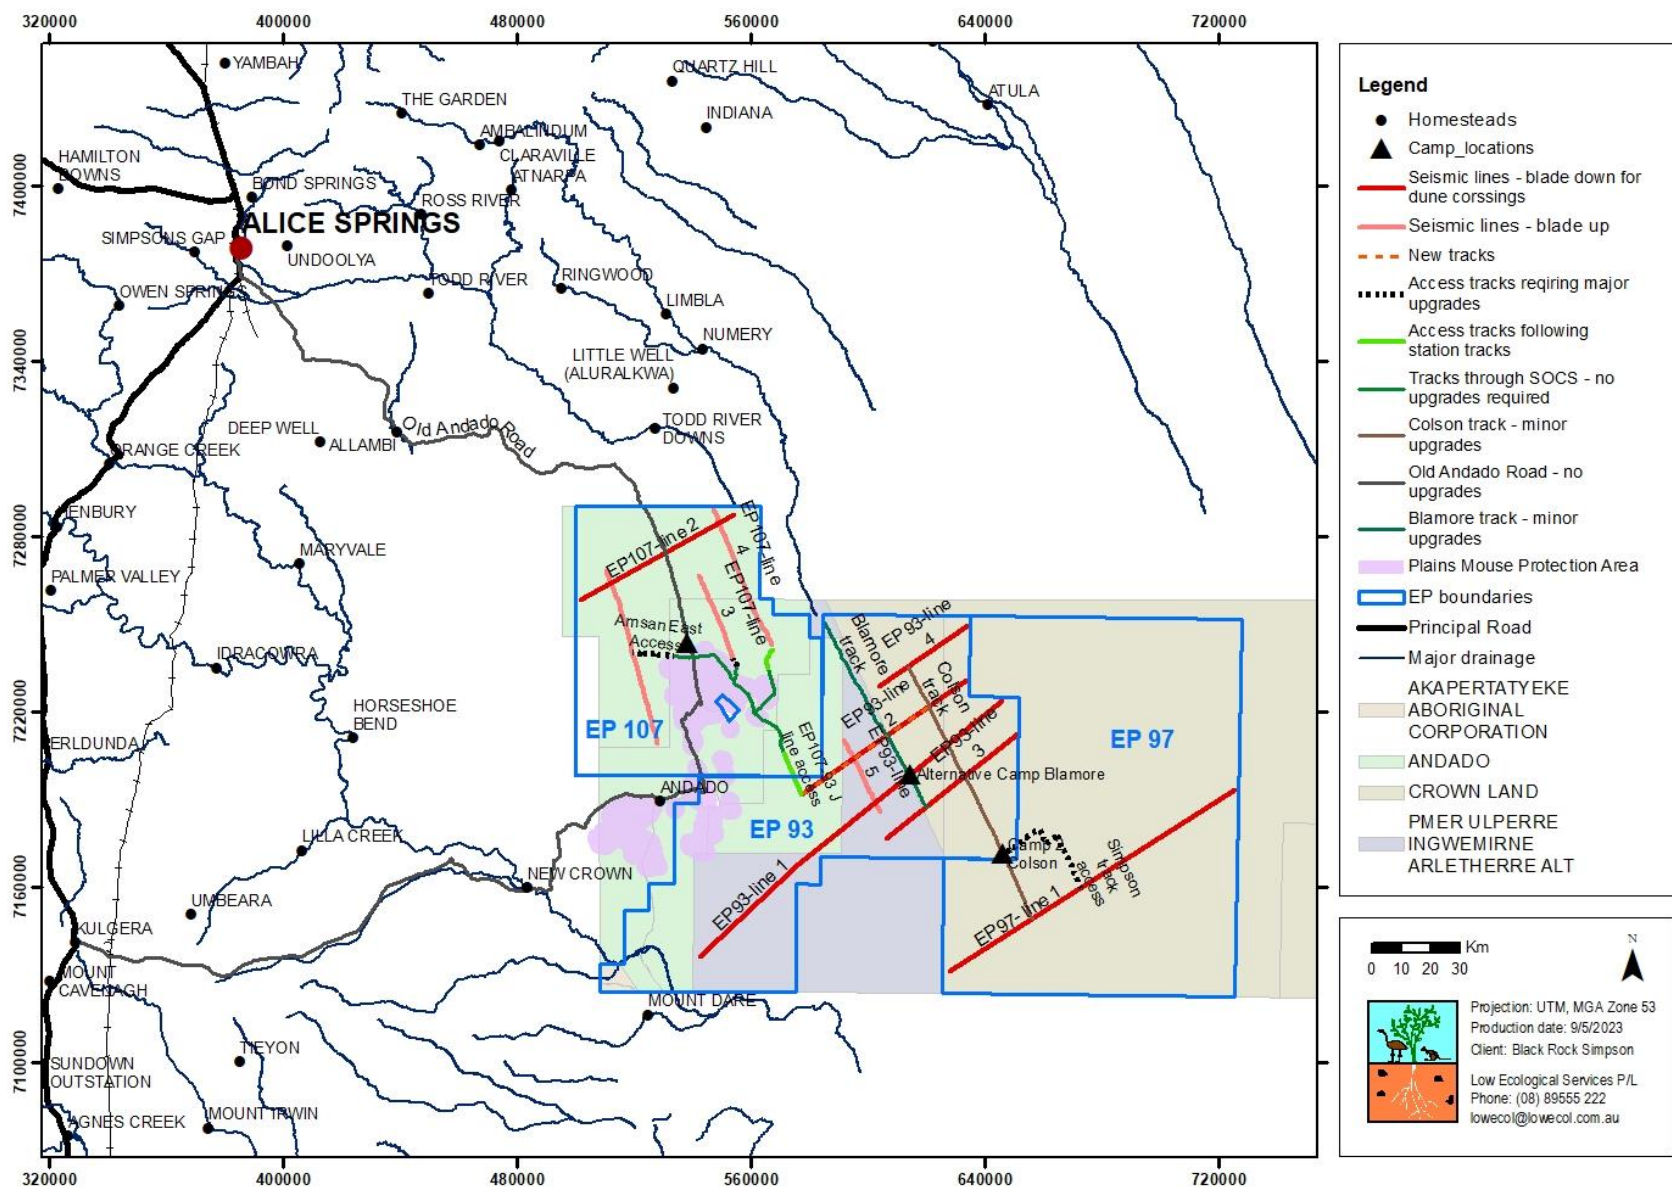 320000
400000
480000
560000
640000
720000
7400000
7340000
7280000
7220000
7160000
7100000
YAMBAH
QUARTZ HILL
ATULA
THE GARDEN
INDIANA
AMBALINDUM
CLARAVILLE
ATNARPA
HAMILTON
DOWNS
BOND SPRINGS
ROSS RIVER
ALICE SPRINGS
SIMPSONS GAP
UNDOOLYA
TODD RIVER
RINGWOOD
OWEN SPRINGS
LIMBLA
NUMERY
LITTLE WELL
(ALURALKWA)
TODD RIVER
DOWNS
DEEP WELL
ALLAMBI
Old Andado Road
ORANGE CREEK
HENBURY
MARYVALE
PALMER VALLEY
EP107-line 2
EP107-line
4
EP107-line
3
Amsan East
Access
IDRACOWRA
HORSESHOE
BEND
ERLDUNDA
EP 107
Blamore
track
EP93-line
4
Colson
track
EP93-line
2
EP93-line
3
EP93-line
5
EP 97
EP107-93 J
line access
Alternative Camp Blamore
ANDADO
EP 93
LILLA CREEK
Camp 2
Colson
Simpson
track
access
NEW CROWN
EP93-line 1
EP97- line 1
UMBEARA
KULGERA
MOUNT
CAVENAGH
MOUNT DARE
TIEYON
SUNDOWN
OUTSTATION
MOUNT IRWIN
AGNES CREEK
320000
400000
480000
560000
640000
720000
Legend
Homesteads
Camp_locations
Seismic lines - blade down for
dune corssings
Seismic lines - blade up
New tracks
Access tracks reqiring major
upgrades
Access tracks following
station tracks
Tracks through SOCS - no
upgrades required
Colson track - minor
upgrades
Old Andado Road - no
upgrades
Blamore track - minor
upgrades
Plains Mouse Protection Area
EP boundaries
Principal Road
Major drainage
AKAPERTATYEKE
ABORIGINAL
CORPORATION
ANDADO
CROWN LAND
PMER ULPERRE
INGWEMIRNE
ARLETHERRE ALT
Km
0 10 20 30
N
Projection: UTM, MGA Zone 53
Production date: 9/5/2023
Client: Black Rock Simpson
Low Ecological Services P/L
Phone: (08) 89555 222
lowecol@lowecol.com.au